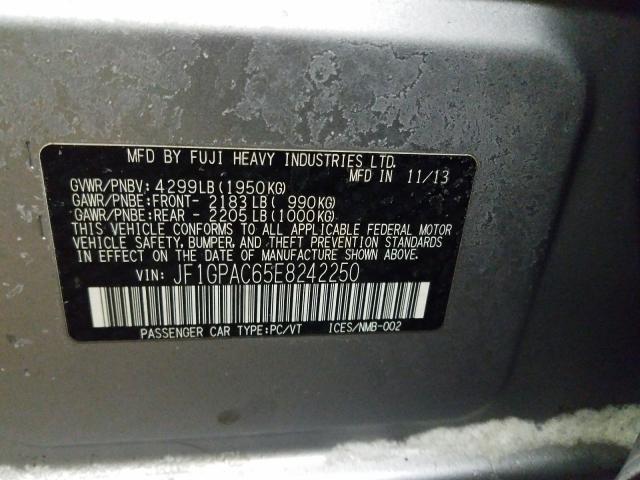 MFD BY FUJI HEAVY INDUSTRIES LTD.
MFD IN 11/13
GVWR/PNBV: 4299LB(1950KG)
GAWR/PNBE:FRONT- 2183LB( 990KG)
GAWR/PNBE:REAR - 2205LB(1000KG)
THIS VEHICLE CONFORMS TO ALL APPLICABLE FEDERAL MOTOR
VEHICLE SAFETY, BUMPER, AND THEFT PREVENTION STANDARDS
IN EFFECT ON THE DATE OF MANUFACTURE SHOWN ABOVE.
VIN: JF1GPAC65E8242250
PASSENGER CAR TYPE:PC/VT ICES/NMB-002